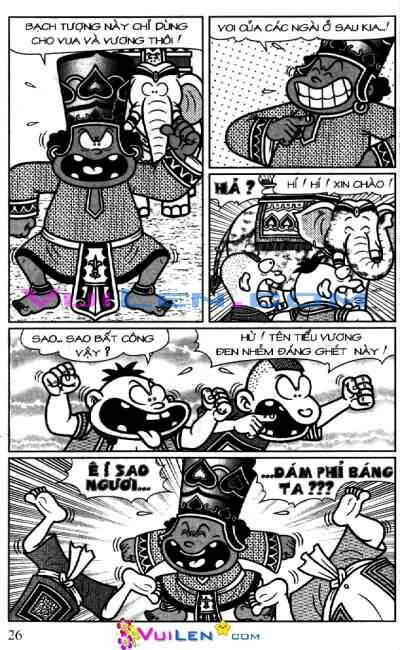 BẠCH TƯỢNG NÀY CHỈ DÙNG
CHO VUA VÀ VƯƠNG THÔI !
VOI CỦA CÁC NGÀI Ở SAU KIA...!
HẢ ?
HÍ ! HÍ ! XIN CHÀO !
VUILEN.COM
SAO... SAO BẤT CÔNG
VẬY ?
HỪ ! TÊN TIỂU VƯƠNG
ĐEN NHẺM ĐÁNG GHÉT NÀY !
Ê Í SAO
NGƯƠI...
...DÁM PHỈ BÁNG
TA ???
26
VUILEN.COM